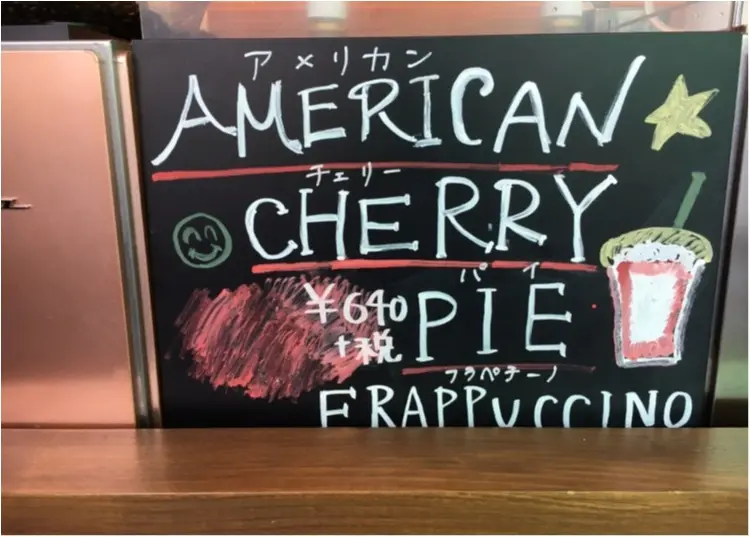 アメリカン
AMERICAN
チェリー
CHERRY
パイ
PIE
¥640
+税
フラペチーノ
FRAPPUCCINO